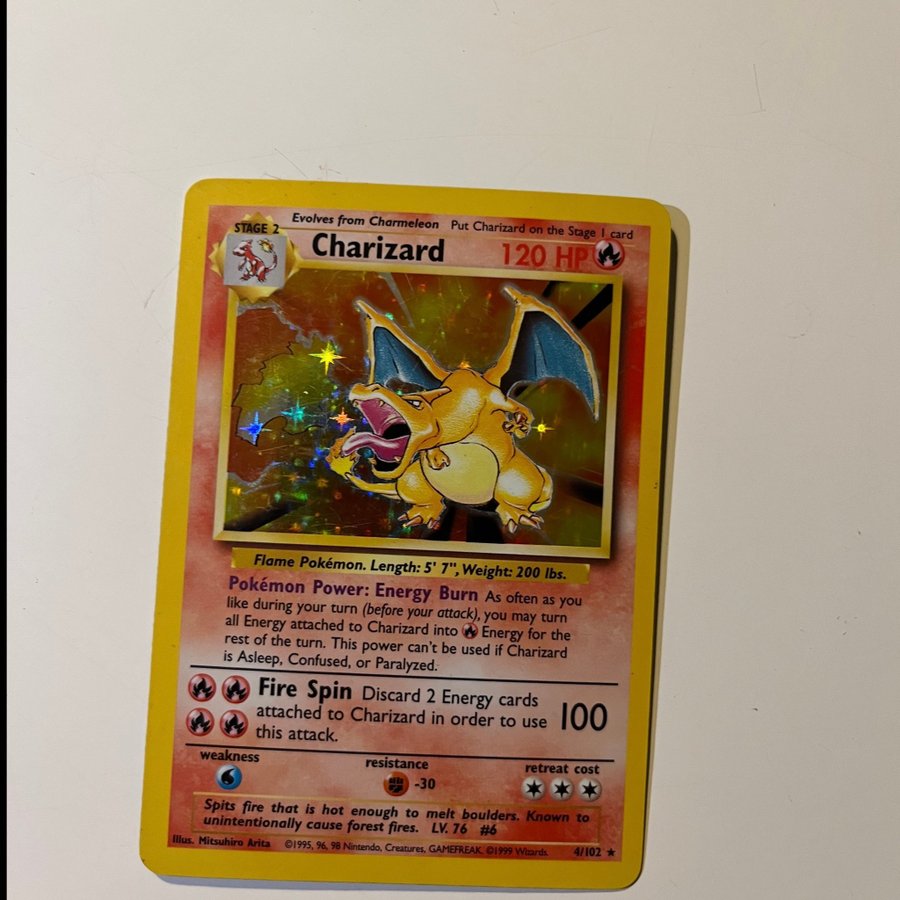 Evolves from Charmeleon Put Charizard on the Stage 1 card
STAGE 2
Charizard 120 HP
Flame Pokémon. Length: 5' 7", Weight: 200 lbs.
Pokémon Power: Energy Burn As often as you
like during your turn (before your attack), you may turn
all Energy attached to Charizard into Energy for the
rest of the turn. This power can't be used if Charizard
is Asleep, Confused, or Paralyzed.
Fire Spin Discard 2 Energy cards
attached to Charizard in order to use 100
this attack.
weakness resistance retreat cost
-30
Spits fire that is hot enough to melt boulders. Known to
unintentionally cause forest fires. LV. 76 #6
Illus. Mitsuhiro Arita ©1995, 96, 98 Nintendo, Creatures, GAMEFREAK. ©1999 Wizards. 4/102 ★